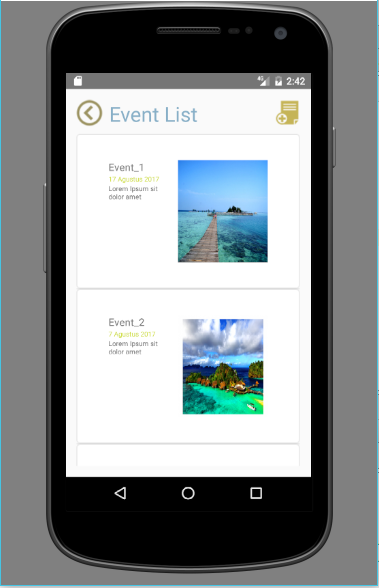 4G 2:42
Event List
Event_1
17 Agustus 2017
Lorem Ipsum sit
dolor amet
Event_2
7 Agustus 2017
Lorem Ipsum sit
dolor amet